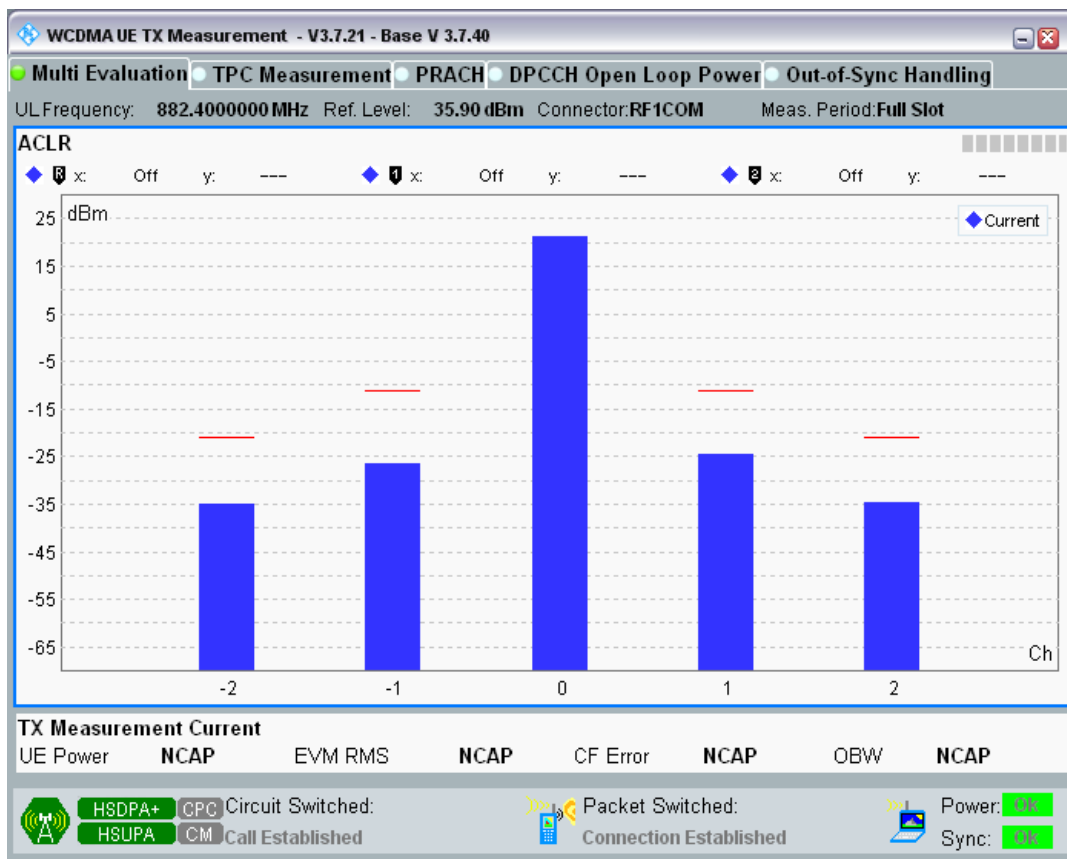 WCDMA UE TX Measurement - V3.7.21 - Base V 3.7.40
Multi Evaluation TPC Measurement PRACH DPCCH Open Loop Power Out-of-Sync Handling
UL Frequency: 882.4000000 MHz Ref. Level: 35.90 dBm Connector: RF1COM Meas. Period: Full Slot
ACLR
R x: Off y: --- 1 x: Off y: --- 2 x: Off y: ---
dBm
Current
25
15
5
-5
-15
-25
-35
-45
-55
-65
Ch
-2 -1 0 1 2
TX Measurement Current
UE Power NCAP EVM RMS NCAP CF Error NCAP OBW NCAP
HSDPA+ CPC Circuit Switched: Packet Switched: Power: OK
HSUPA CM Call Established Connection Established Sync: OK